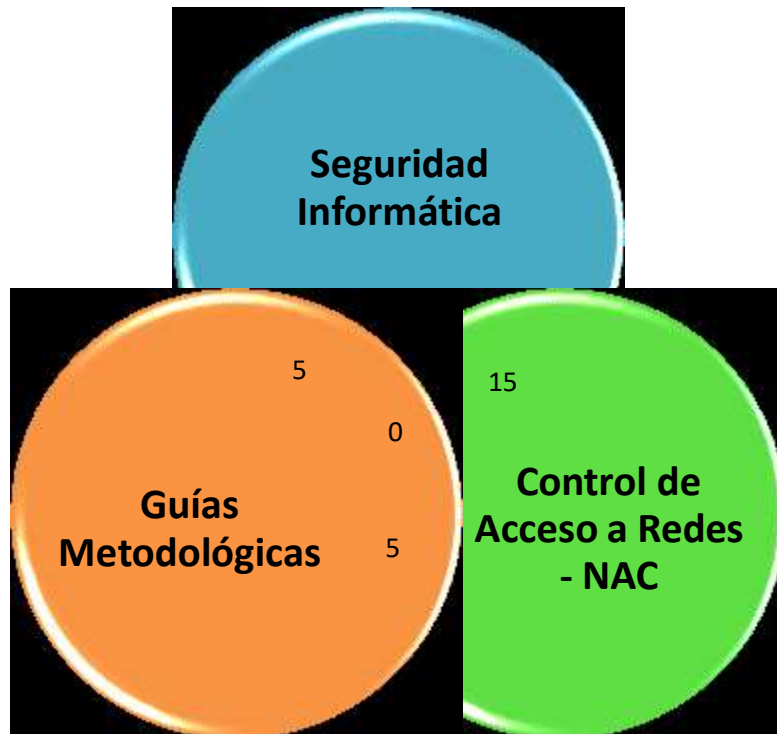 Seguridad
Informática
5
15
0
Guías
Metodológicas
5
Control de
Acceso a Redes
- NAC